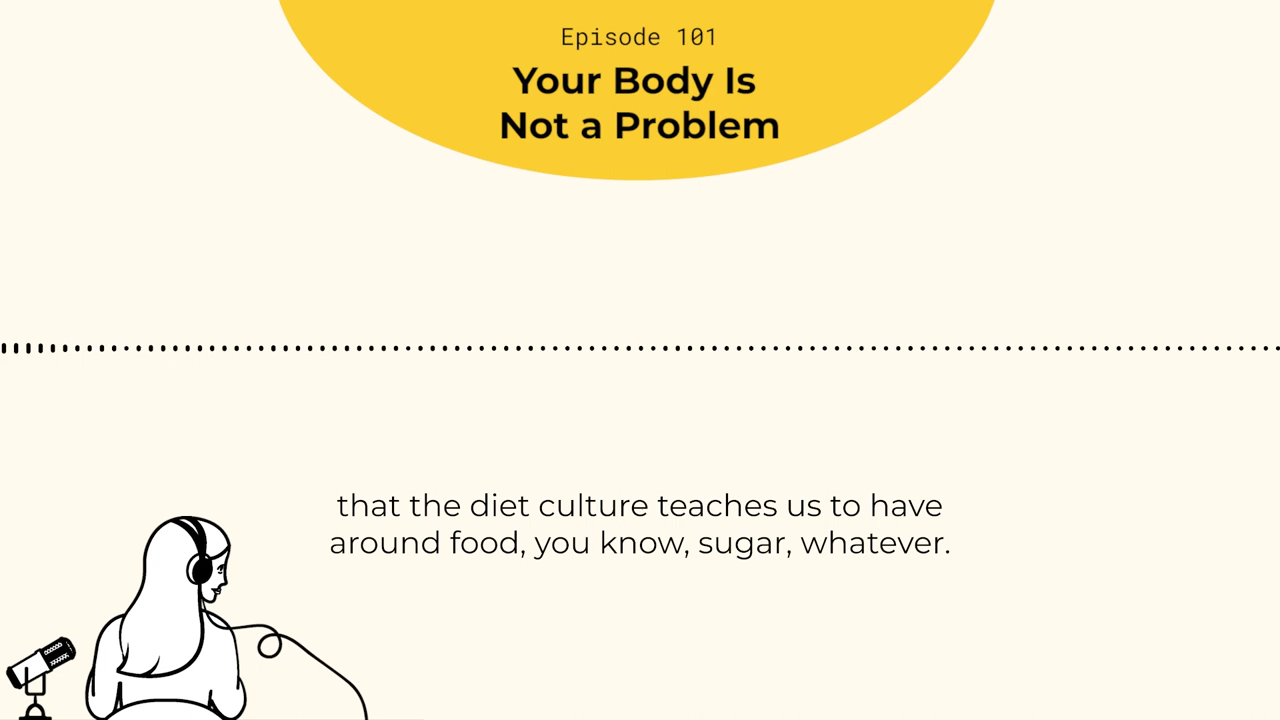 Episode 101
Your Body Is
Not a Problem
that the diet culture teaches us to have
around food, you know, sugar, whatever.